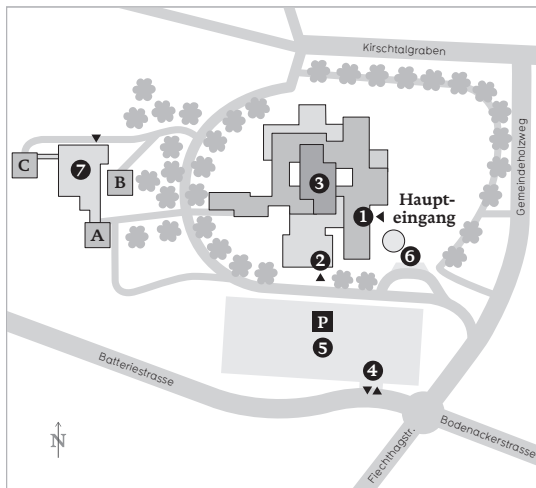 Kirschtalgraben
Gemeindeholzweg
C
7
B
A
3
1
Haupt-
eingang
2
6
P
5
4
Batteriestrasse
N
Flechthagstr.
Bodenackerstrasse